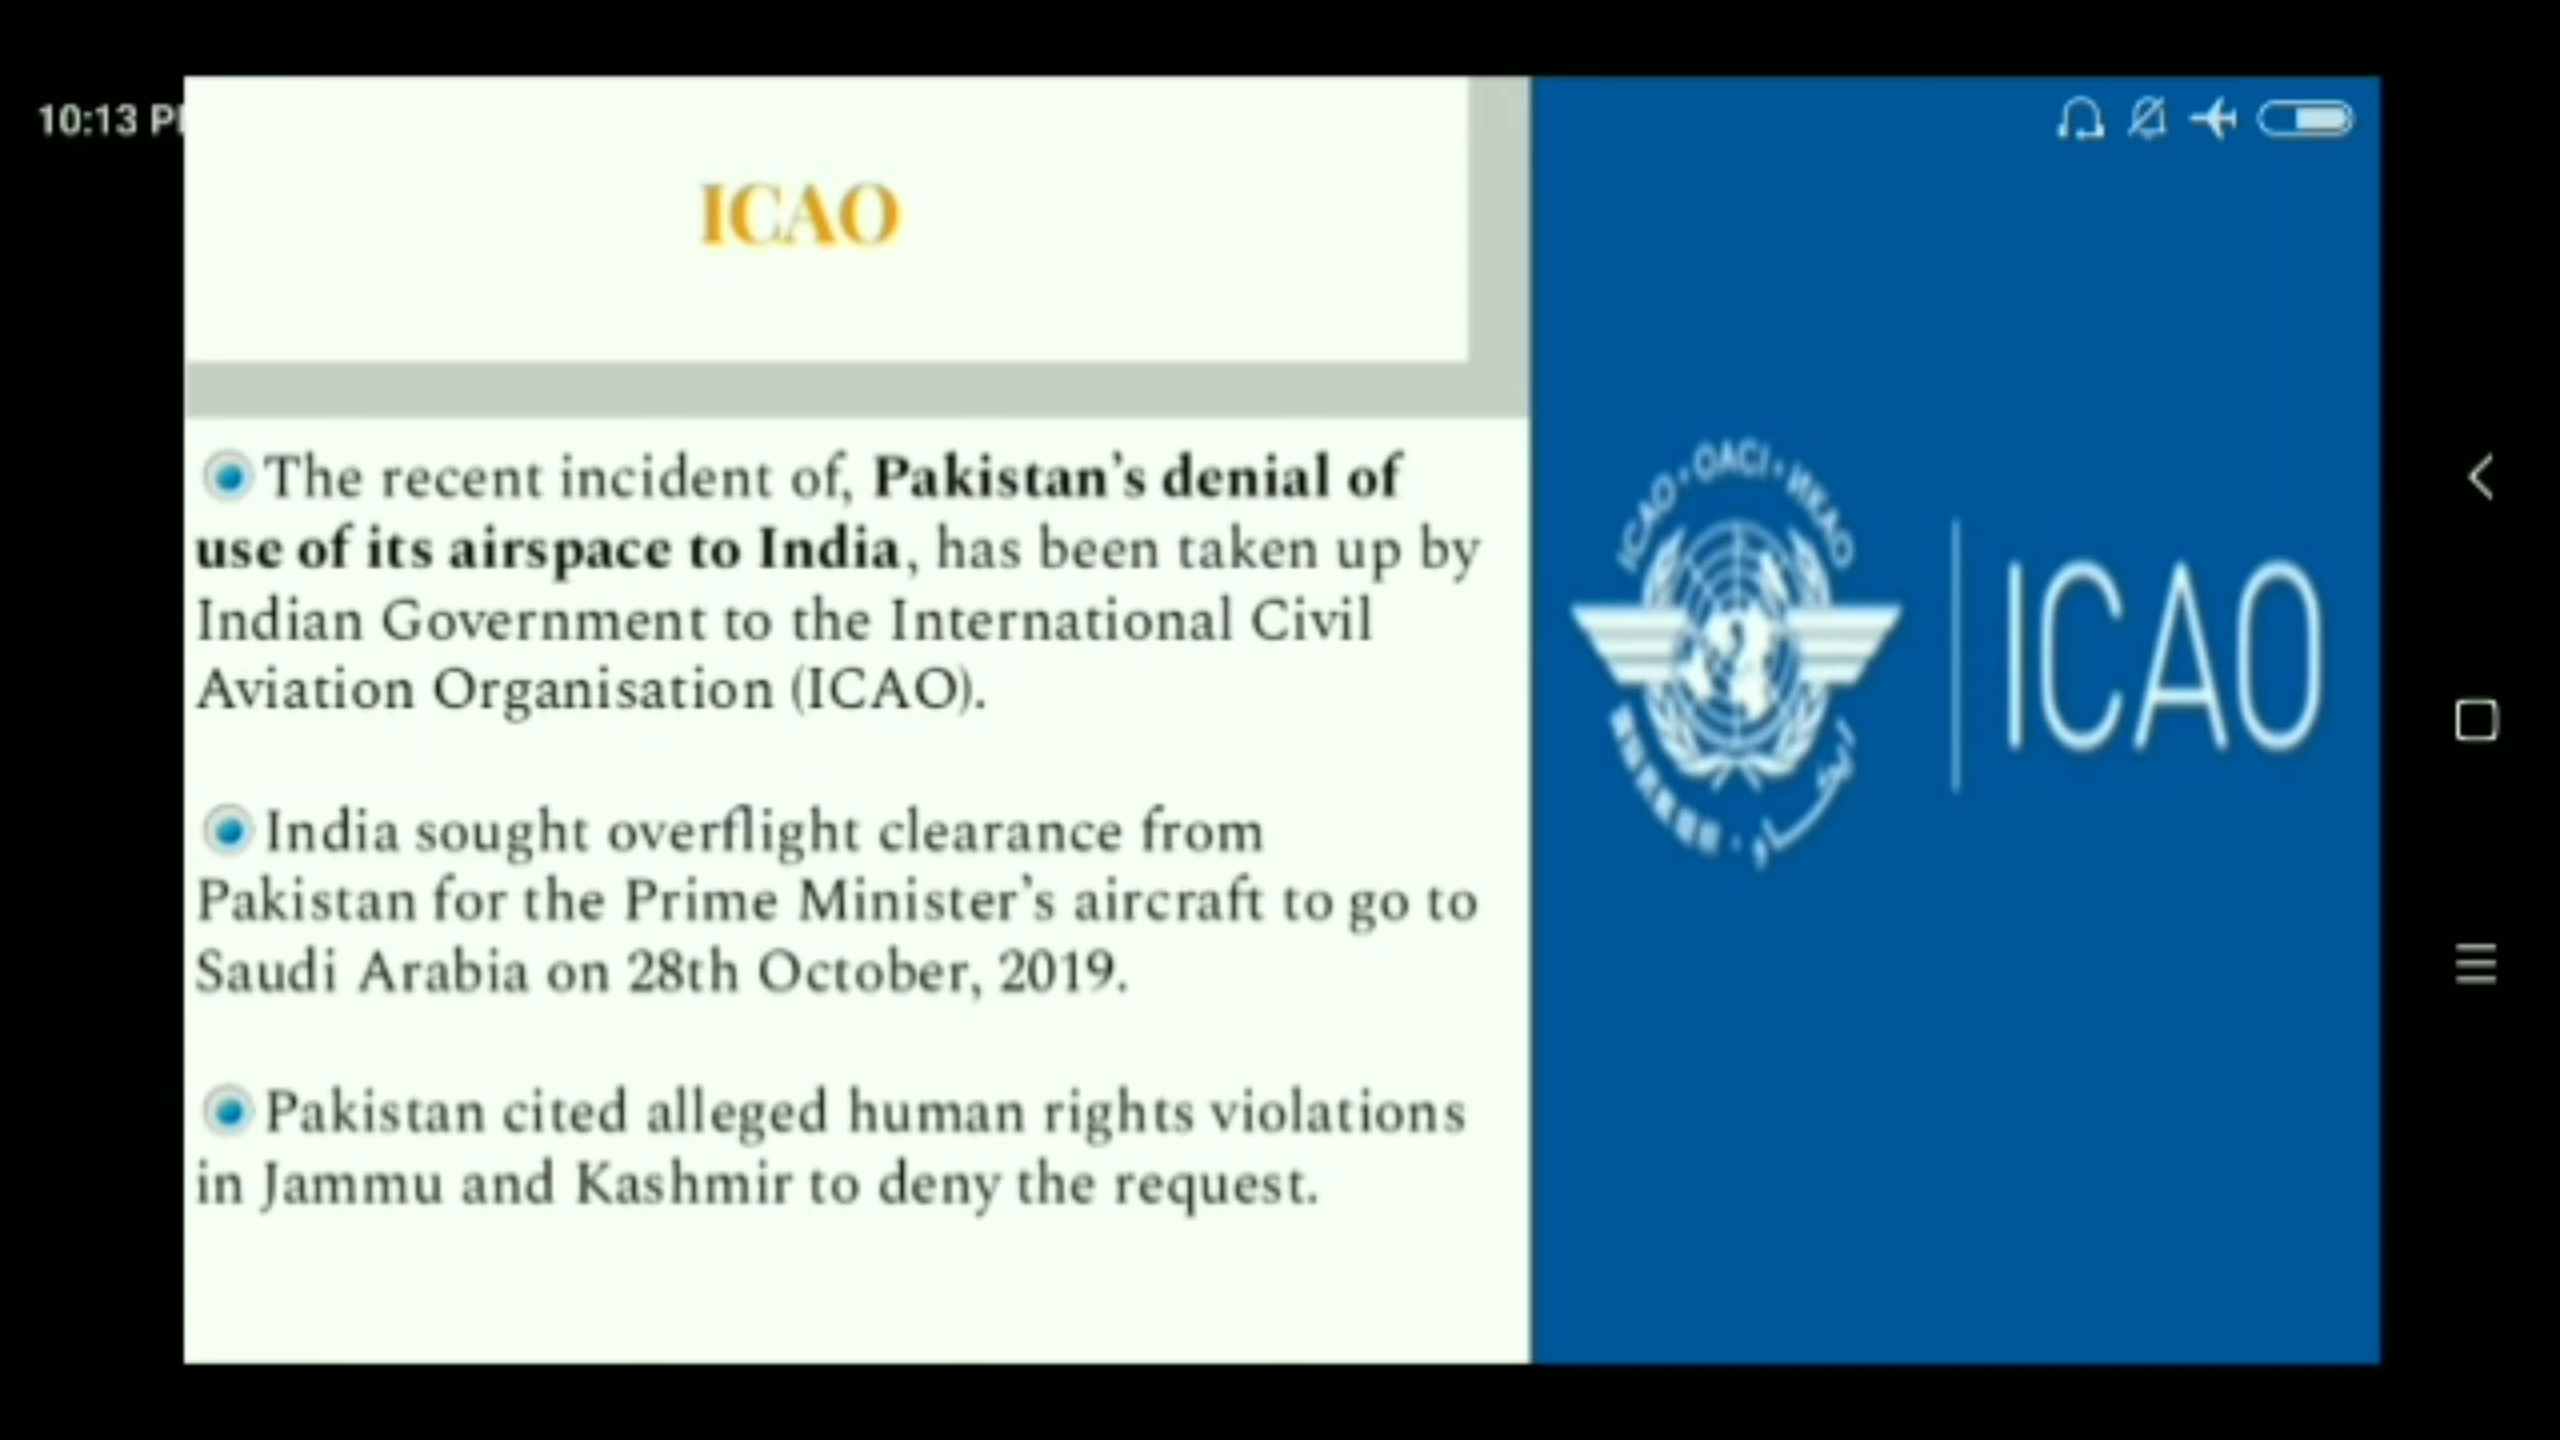 10:13 P
ICAO
The recent incident of, Pakistan's denial of
use of its airspace to India, has been taken up by
Indian Government to the International Civil
Aviation Organisation (ICAO).
India sought overflight clearance from
Pakistan for the Prime Minister's aircraft to go to
Saudi Arabia on 28th October, 2019.
Pakistan cited alleged human rights violations
in Jammu and Kashmir to deny the request.
ICAO · OACI · ИКАО
ICAO